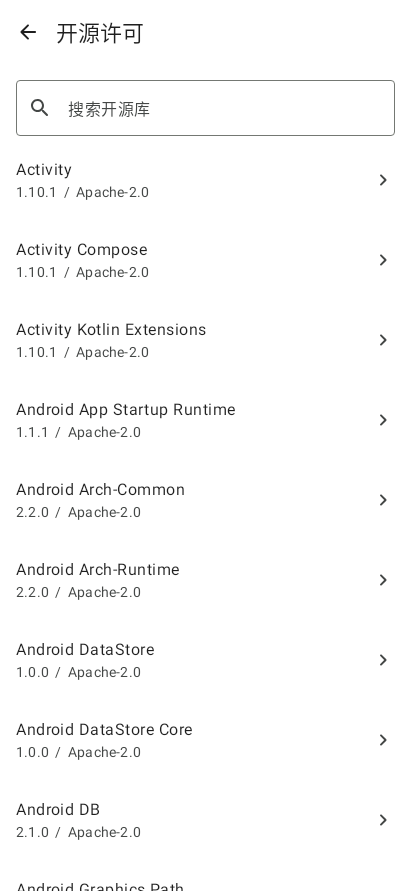 开源许可
搜索开源库
Activity
1.10.1 / Apache-2.0
Activity Compose
1.10.1 / Apache-2.0
Activity Kotlin Extensions
1.10.1 / Apache-2.0
Android App Startup Runtime
1.1.1 / Apache-2.0
Android Arch-Common
2.2.0 / Apache-2.0
Android Arch-Runtime
2.2.0 / Apache-2.0
Android DataStore
1.0.0 / Apache-2.0
Android DataStore Core
1.0.0 / Apache-2.0
Android DB
2.1.0 / Apache-2.0
Android Graphics Path